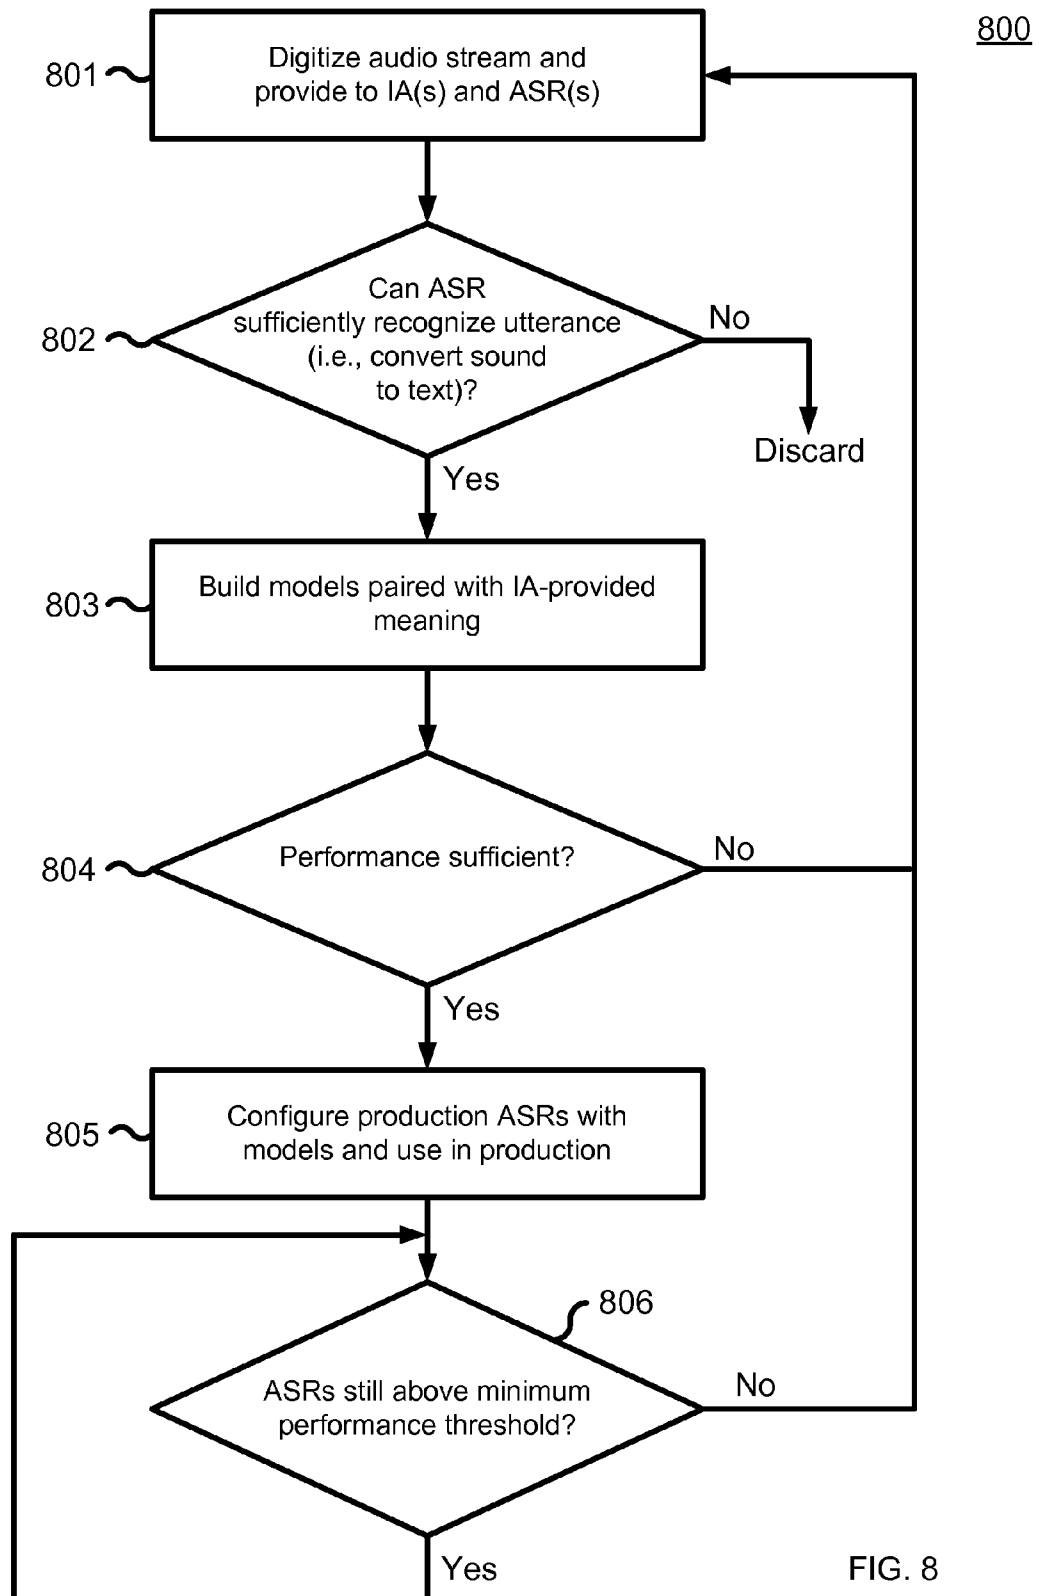 800
801
Digitize audio stream and
provide to IA(s) and ASR(s)
802
Can ASR
sufficiently recognize utterance
(i.e., convert sound
to text)?
No
Discard
Yes
803
Build models paired with IA-provided
meaning
804
Performance sufficient?
No
Yes
805
Configure production ASRs with
models and use in production
806
ASRs still above minimum
performance threshold?
No
Yes
FIG. 8